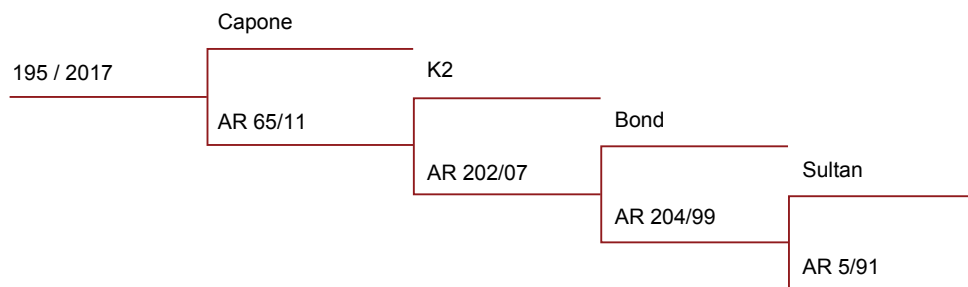 Capone
195 / 2017
K2
AR 65/11
Bond
AR 202/07
Sultan
AR 204/99
AR 5/91